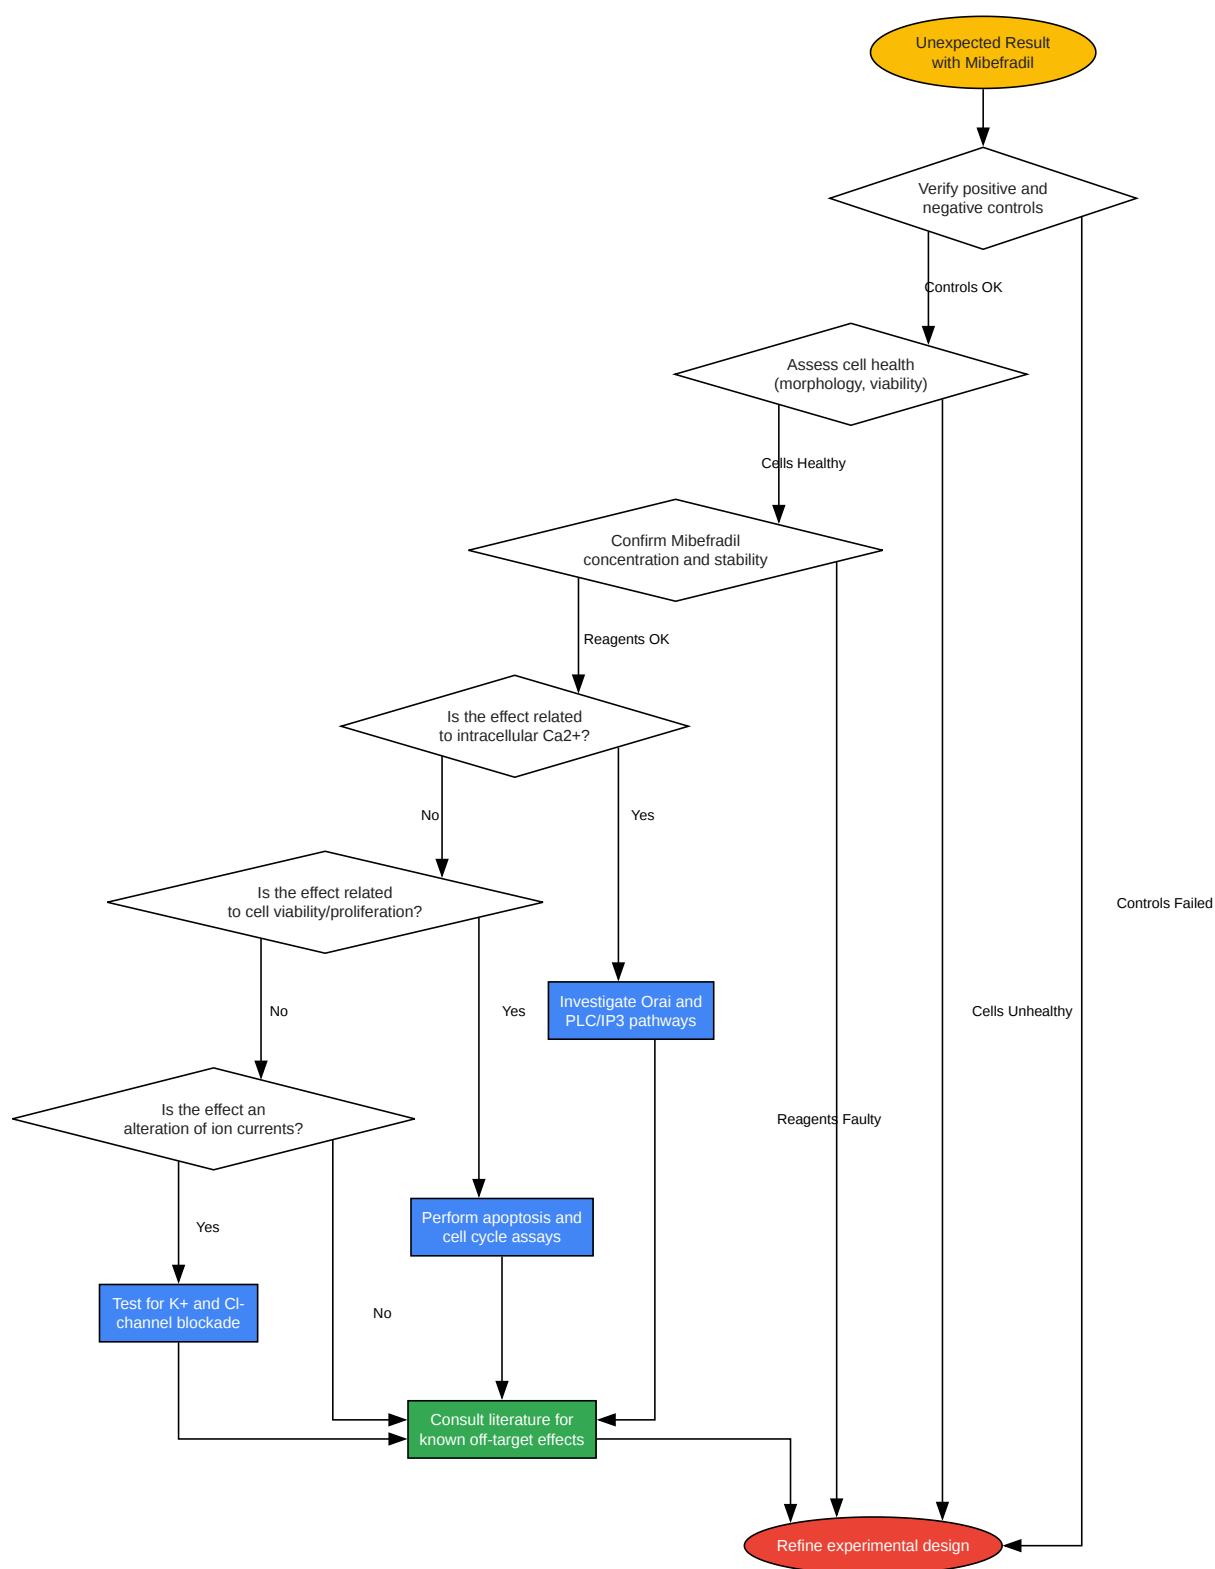 Unexpected Result
with Mibefradil
Verify positive and
negative controls
Controls OK
Assess cell health
(morphology, viability)
Cells Healthy
Confirm Mibefradil
concentration and stability
Reagents OK
Is the effect related
to intracellular Ca2+?
No
Yes
Is the effect related
to cell viability/proliferation?
Controls Failed
Investigate Orai and
PLC/IP3 pathways
No
Yes
Cells Unhealthy
Is the effect an
alteration of ion currents?
Reagents Faulty
Perform apoptosis and
cell cycle assays
Yes
Test for K+ and Cl-
channel blockade
No
Consult literature for
known off-target effects
Refine experimental design